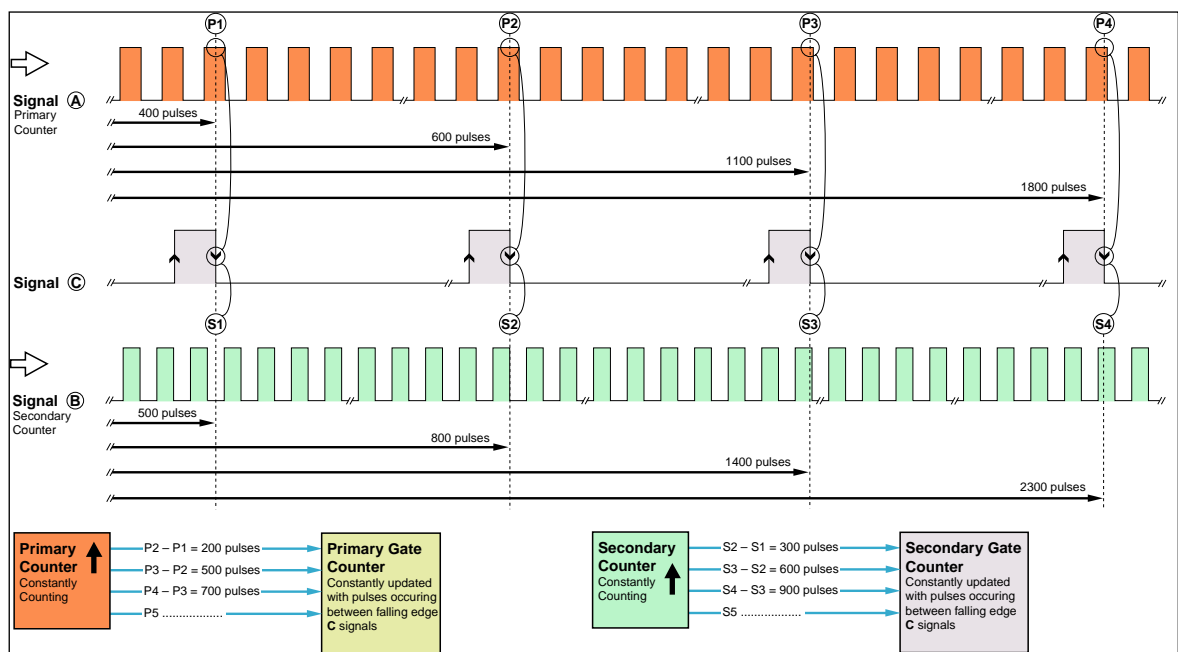 P1 P2 P3 P4
Signal A
Primary
Counter
400 pulses
600 pulses
1100 pulses
1800 pulses
Signal C
S1 S2 S3 S4
Signal B
Secondary
Counter
500 pulses
800 pulses
1400 pulses
2300 pulses
Primary
Counter
Constantly
Counting
P2 – P1 = 200 pulses
P3 – P2 = 500 pulses
P4 – P3 = 700 pulses
P5 ....................
Primary Gate
Counter
Constantly updated
with pulses occuring
between falling edge
C signals
Secondary
Counter
Constantly
Counting
S2 – S1 = 300 pulses
S3 – S2 = 600 pulses
S4 – S3 = 900 pulses
S5 ....................
Secondary Gate
Counter
Constantly updated
with pulses occuring
between falling edge
C signals